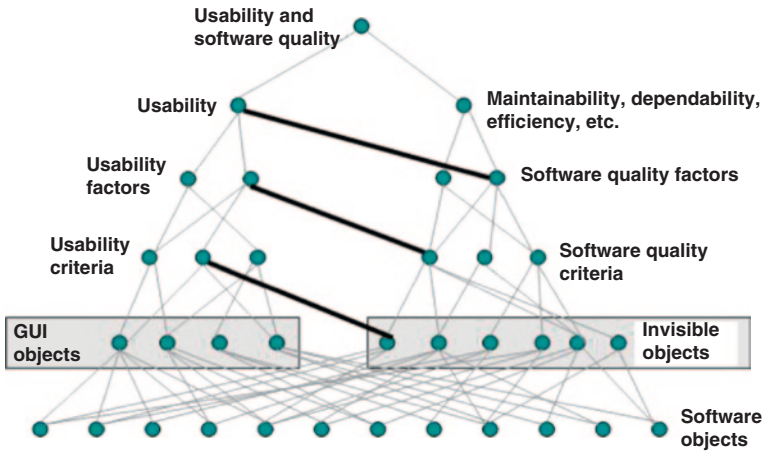 Usability and
software quality
Usability
Maintainability, dependability,
efficiency, etc.
Usability
factors
Software quality factors
Usability
criteria
Software quality
criteria
GUI
objects
Invisible
objects
Software
objects